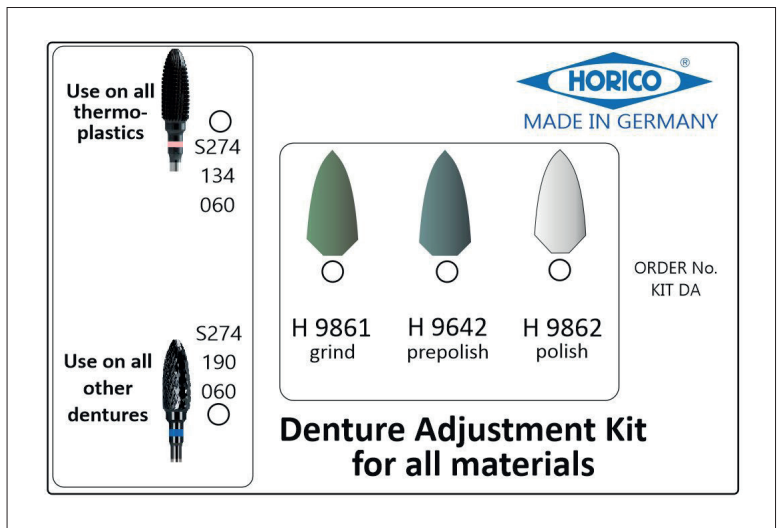 Use on all
thermo-
plastics
S274
134
060
HORICO
®
MADE IN GERMANY
H 9861
grind
H 9642
prepolish
H 9862
polish
ORDER No.
KIT DA
Use on all
other
dentures
S274
190
060
Denture Adjustment Kit
for all materials